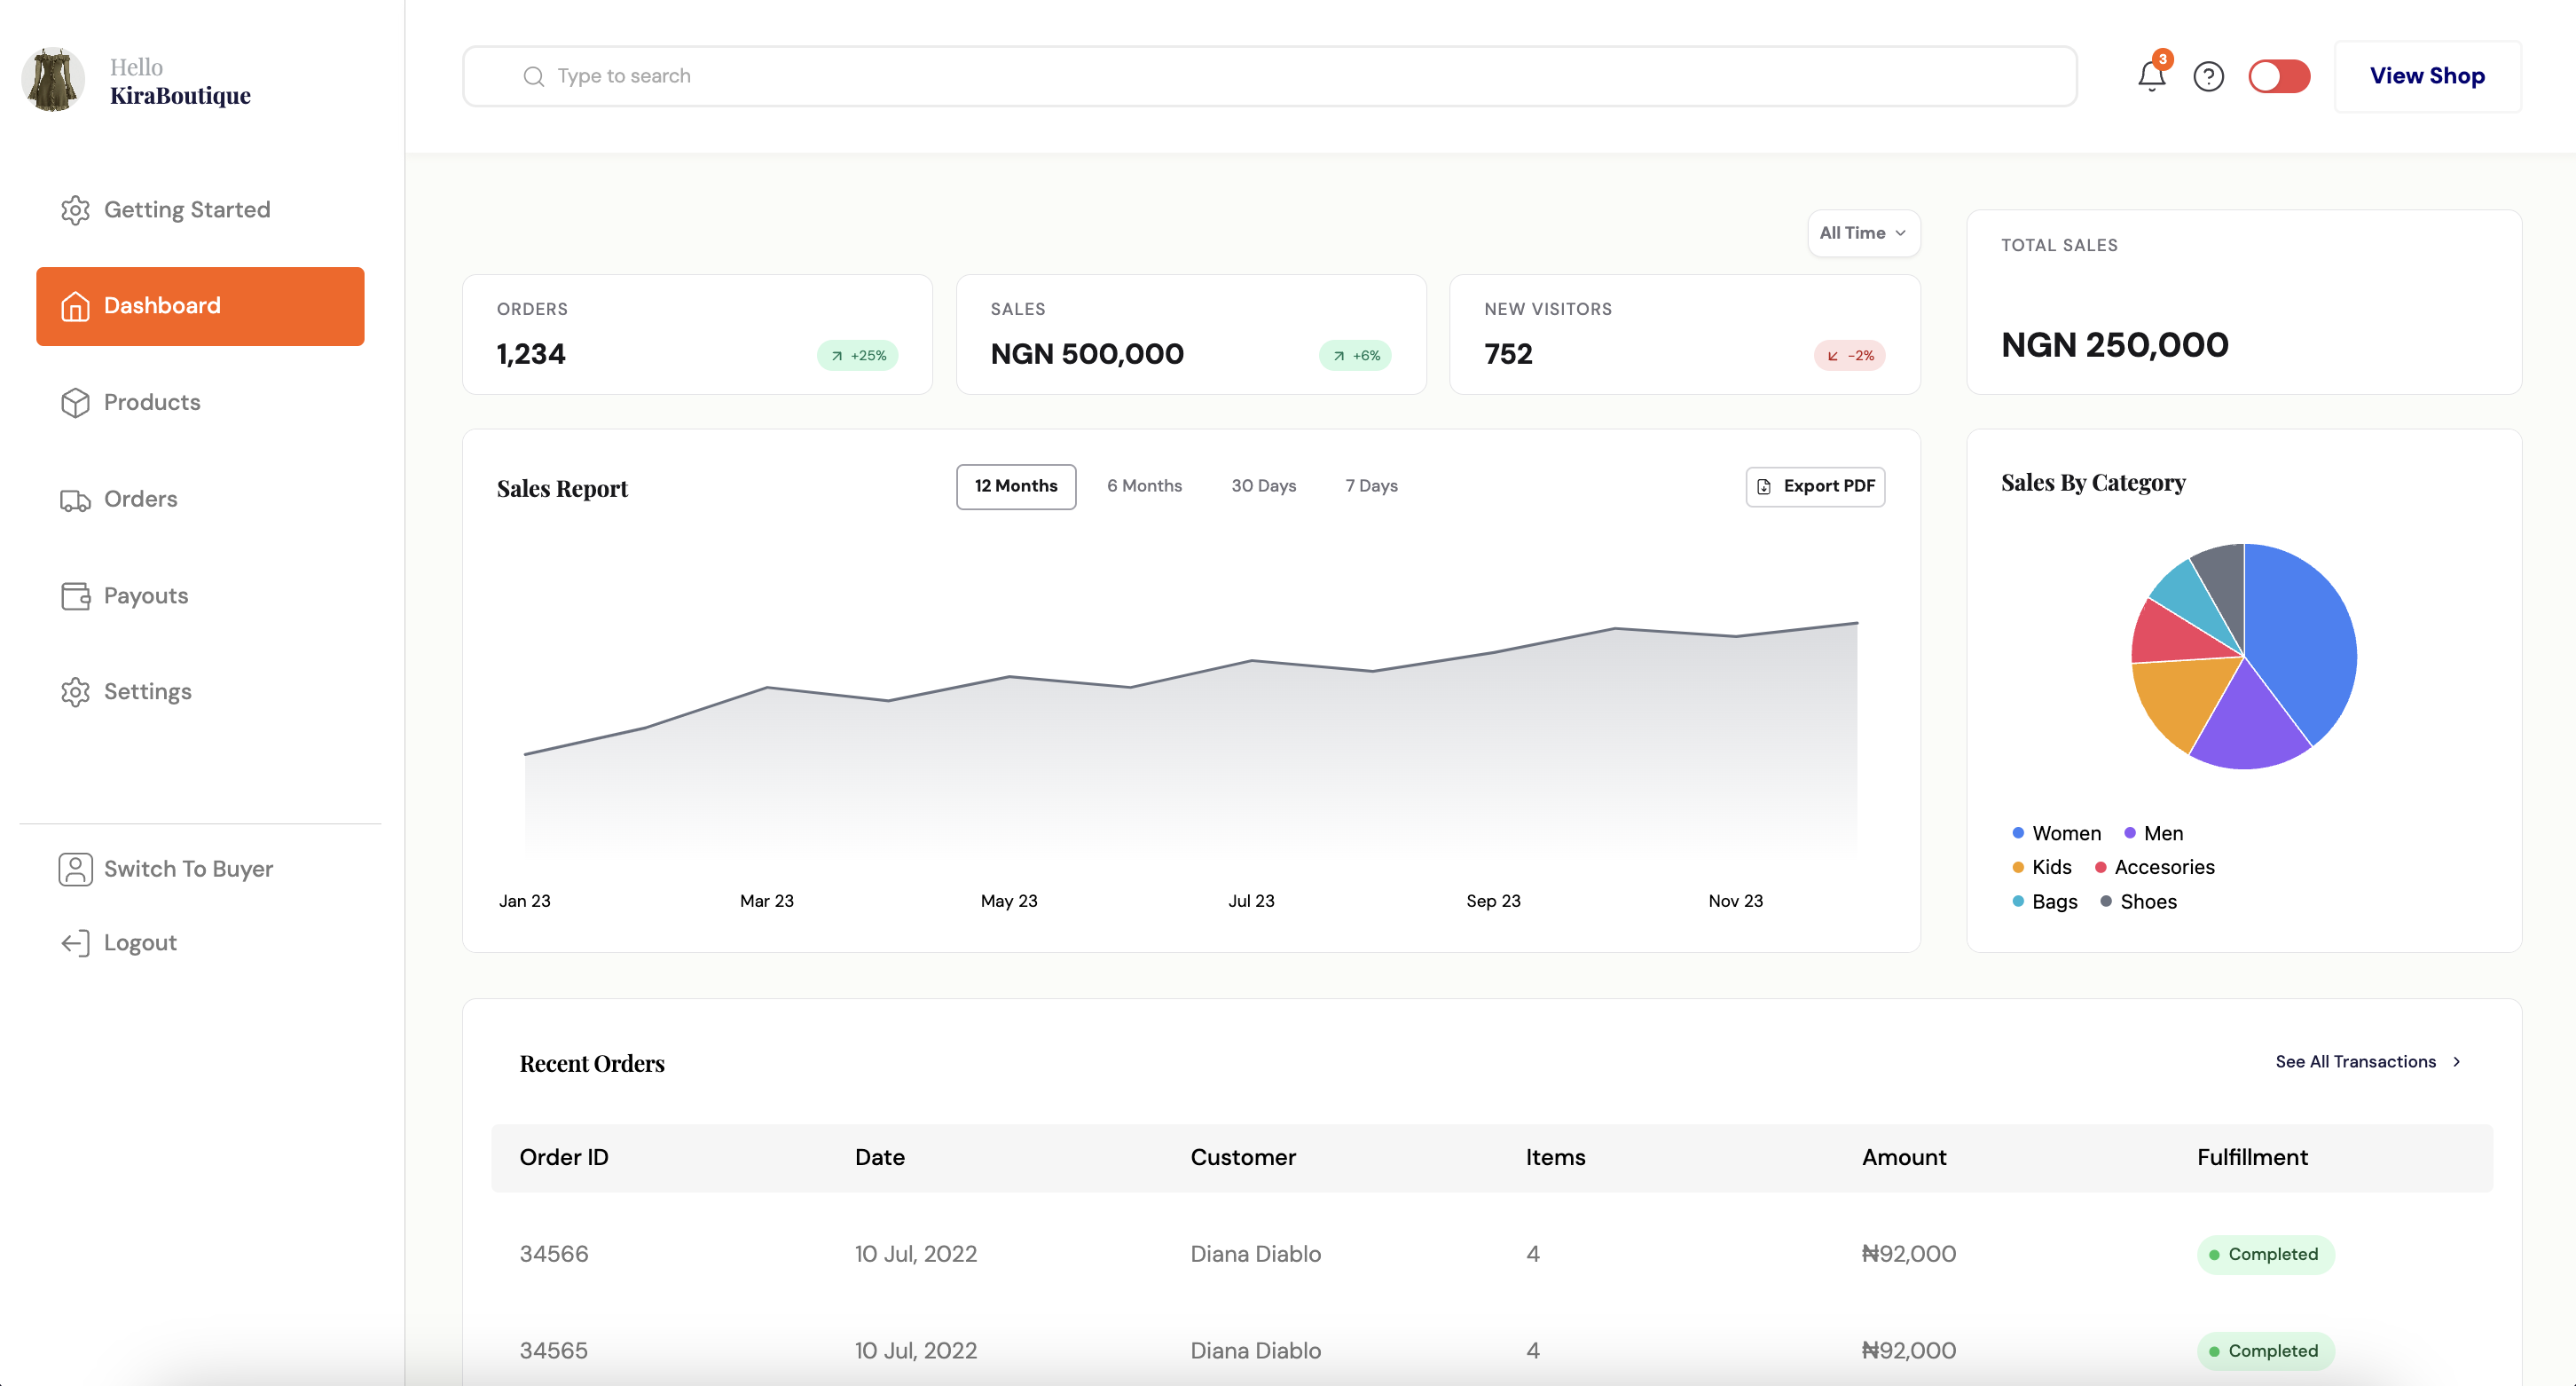 Hello
KiraBoutique
Getting Started
Dashboard
Products
Orders
Payouts
Settings
Switch To Buyer
Logout
Type to search
3
?
View Shop
All Time
ORDERS
1,234
+25%
SALES
NGN 500,000
+6%
NEW VISITORS
752
-2%
TOTAL SALES
NGN 250,000
Sales Report
12 Months
6 Months
30 Days
7 Days
Export PDF
Jan 23
Mar 23
May 23
Jul 23
Sep 23
Nov 23
Sales By Category
Women
Men
Kids
Accesories
Bags
Shoes
Recent Orders
See All Transactions
Order ID Date Customer Items Amount Fulfillment
34566 10 Jul, 2022 Diana Diablo 4 ₦92,000 Completed
34565 10 Jul, 2022 Diana Diablo 4 ₦92,000 Completed